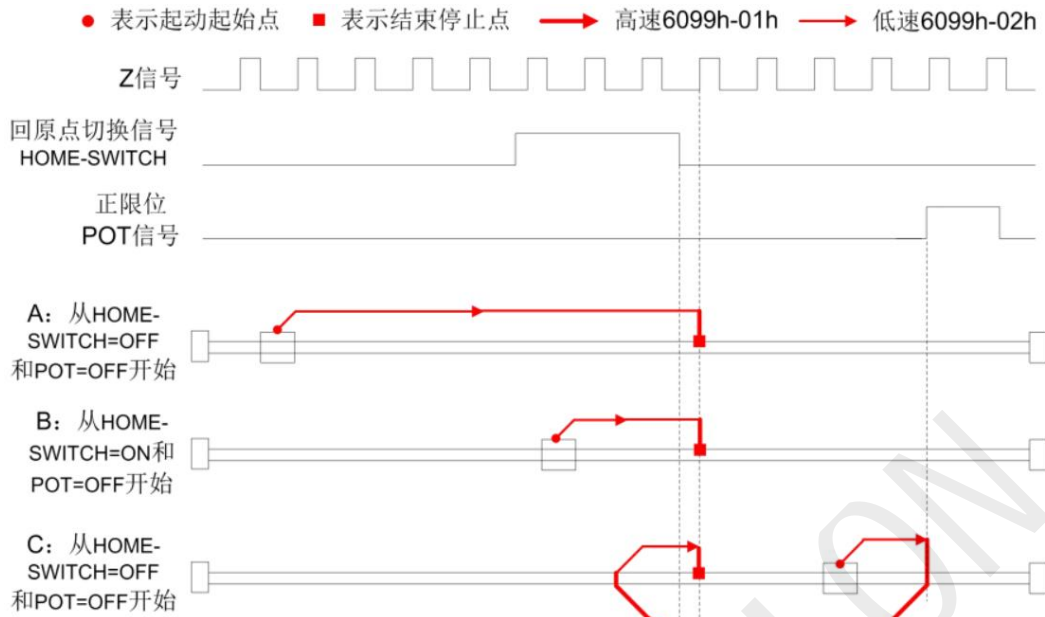 表示起动起始点 表示结束停止点 高速6099h-01h 低速6099h-02h
Z信号
回原点切换信号
HOME-SWITCH
正限位
POT信号
A：从HOME-
SWITCH=OFF
和POT=OFF开始
B：从HOME-
SWITCH=ON和
POT=OFF开始
C：从HOME-
SWITCH=OFF
和POT=OFF开始